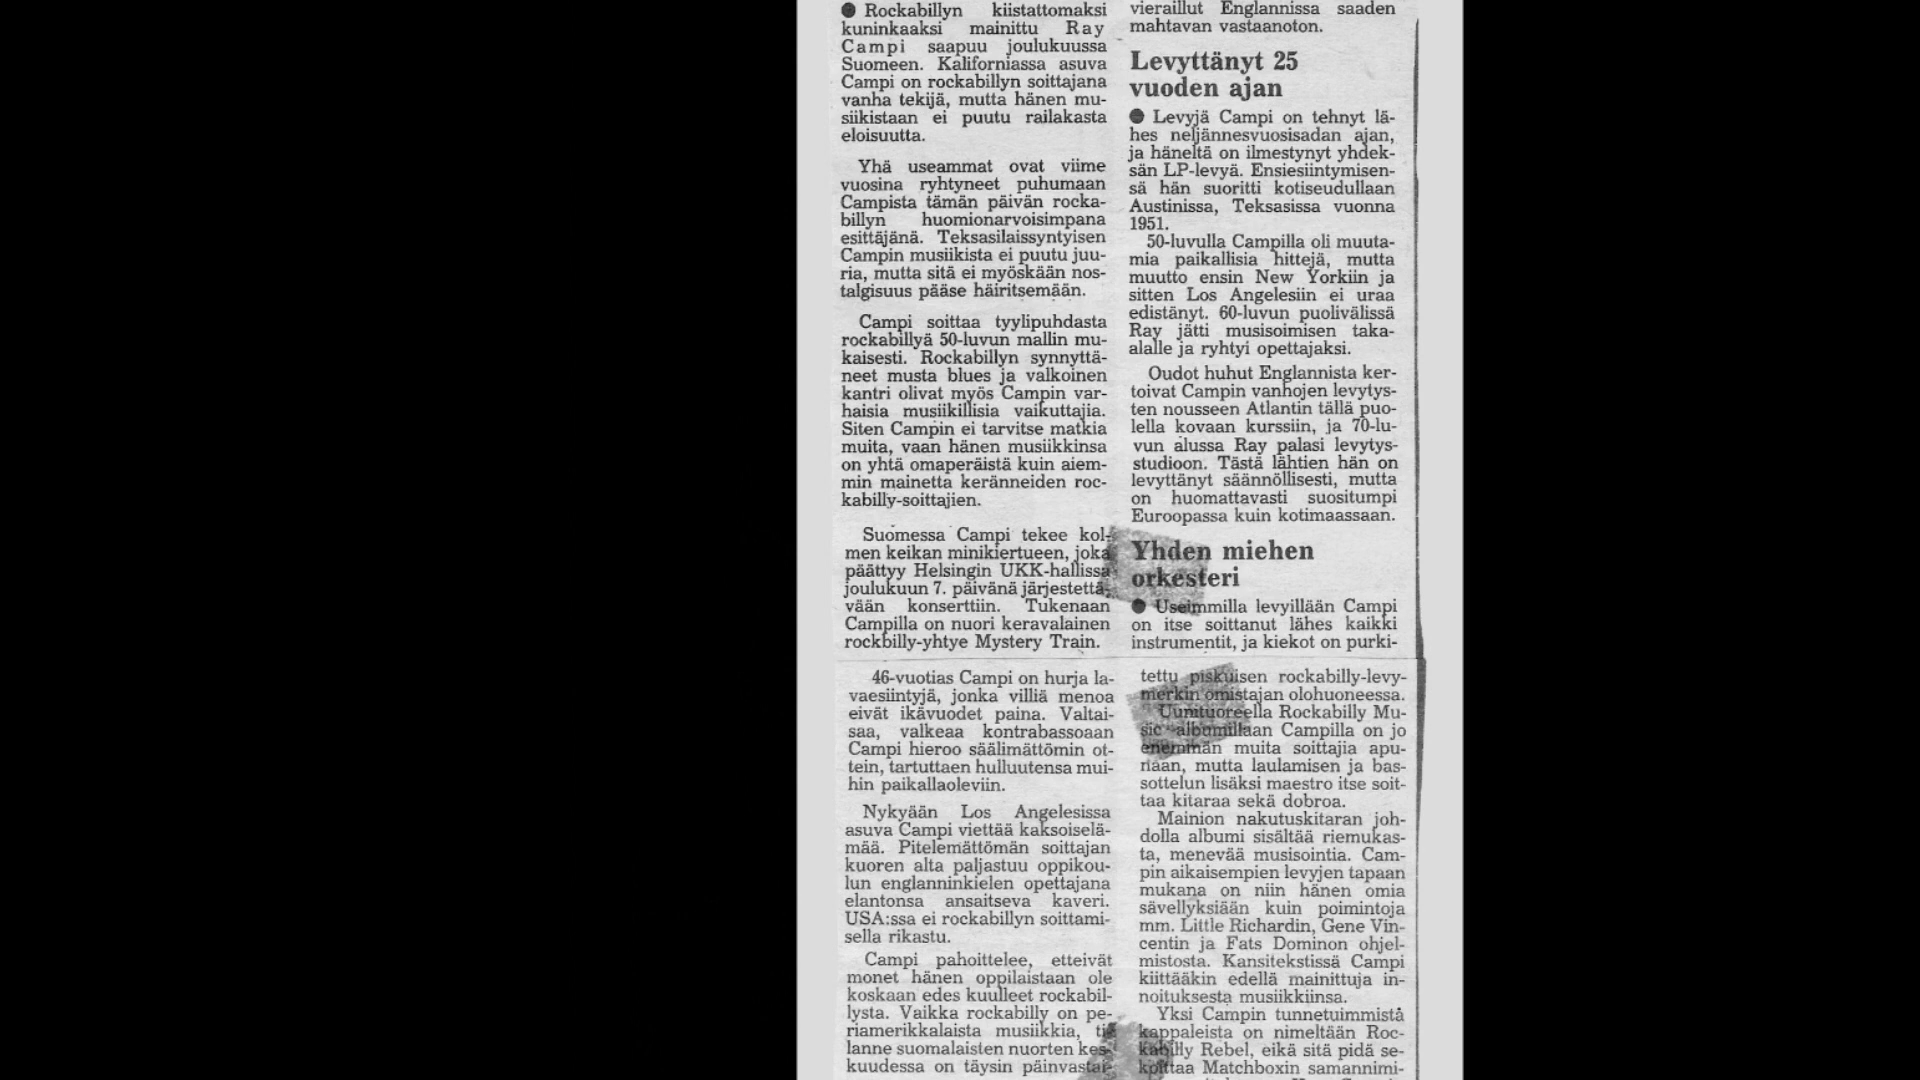 ● Rockabillyn kiistattomaksi
kuninkaaksi mainittu Ray
Campi saapuu joulukuussa
Suomeen. Kaliforniassa asuva
Campi on rockabillyn soittajana
vanha tekijä, mutta hänen mu-
siikistaan ei puutu railakasta
eloisuutta.
Yhä useammat ovat viime
vuosina ryhtyneet puhumaan
Campista tämän päivän rocka-
billyn huomionarvoisimpana
esittäjänä. Teksasilaissyntyisen
Campin musiikista ei puutu juu-
ria, mutta sitä ei myöskään nos-
talgisuus pääse häiritsemään.
Campi soittaa tyylipuhdasta
rockabillyä 50-luvun mallin mu-
kaisesti. Rockabillyn synnyttä-
neet musta blues ja valkoinen
kantri olivat myös Campin var-
haisia musiikillisia vaikuttajia.
Siten Campin ei tarvitse matkia
muita, vaan hänen musiikkinsa
on yhtä omaperäistä kuin aiem-
min mainetta keränneiden roc-
kabilly-soittajien.
Suomessa Campi tekee kol-
men keikan minikiertueen, joka
päättyy Helsingin UKK-hallissa
joulukuun 7. päivänä järjestettä-
vään konserttiin. Tukenaan
Campilla on nuori keravalainen
rockbilly-yhtye Mystery Train.
46-vuotias Campi on hurja la-
vaesiintyjä, jonka villiä menoa
eivät ikävuodet paina. Valtai-
saa, valkeaa kontrabassoaan
Campi hieroo säälimättömin ot-
tein, tartuttaen hulluutensa mui-
hin paikallaoleviin.
Nykyään Los Angelesissa
asuva Campi viettää kaksoiselä-
mää. Pitelemättömän soittajan
kuoren alta paljastuu oppikou-
lun englanninkielen opettajana
elantonsa ansaitseva kaveri.
USA:ssa ei rockabillyn soittami-
sella rikastu.
Campi pahoittelee, etteivät
monet hänen oppilaistaan ole
koskaan edes kuulleet rockabil-
lysta. Vaikka rockabilly on pe-
riamerikkalaista musiikkia, ti-
lanne suomalaisten nuorten kes-
kuudessa on täysin päinvastai-
vieraillut Englannissa saaden
mahtavan vastaanoton.
Levyttänyt 25
vuoden ajan
● Levyjä Campi on tehnyt lä-
hes neljännesvuosisadan ajan,
ja häneltä on ilmestynyt yhdek-
sän LP-levyä. Ensiesiintymisen-
sä hän suoritti kotiseudullaan
Austinissa, Teksasissa vuonna
1951.
50-luvulla Campilla oli muuta-
mia paikallisia hittejä, mutta
muutto ensin New Yorkiin ja
sitten Los Angelesiin ei uraa
edistänyt. 60-luvun puolivälissä
Ray jätti musisoimisen taka-
alalle ja ryhtyi opettajaksi.
Oudot huhut Englannista ker-
toivat Campin vanhojen levytys-
ten nousseen Atlantin tällä puo-
lella kovaan kurssiin, ja 70-lu-
vun alussa Ray palasi levytys-
studioon. Tästä lähtien hän on
levyttänyt säännöllisesti, mutta
on huomattavasti suositumpi
Euroopassa kuin kotimaassaan.
Yhden miehen
orkesteri
● Useimmilla levyillään Campi
on itse soittanut lähes kaikki
instrumentit, ja kiekot on purki-
tettu piskuisen rockabilly-levy-
merkin omistajan olohuoneessa.
Uunituoreella Rockabilly Mu-
sic -albumillaan Campilla on jo
enemmän muita soittajia apu-
naan, mutta laulamisen ja bas-
sottelun lisäksi maestro itse soit-
taa kitaraa sekä dobroa.
Mainion nakutuskitaran joh-
dolla albumi sisältää riemukas-
ta, menevää musisointia. Cam-
pin aikaisempien levyjen tapaan
mukana on niin hänen omia
sävellyksiään kuin poimintoja
mm. Little Richardin, Gene Vin-
centin ja Fats Dominon ohjel-
mistosta. Kansitekstissä Campi
kiittääkin edellä mainittuja in-
noituksesta musiikkiinsa.
Yksi Campin tunnetuimmista
kappaleista on nimeltään Roc-
kabilly Rebel, eikä sitä pidä se-
koittaa Matchboxin samannimi-